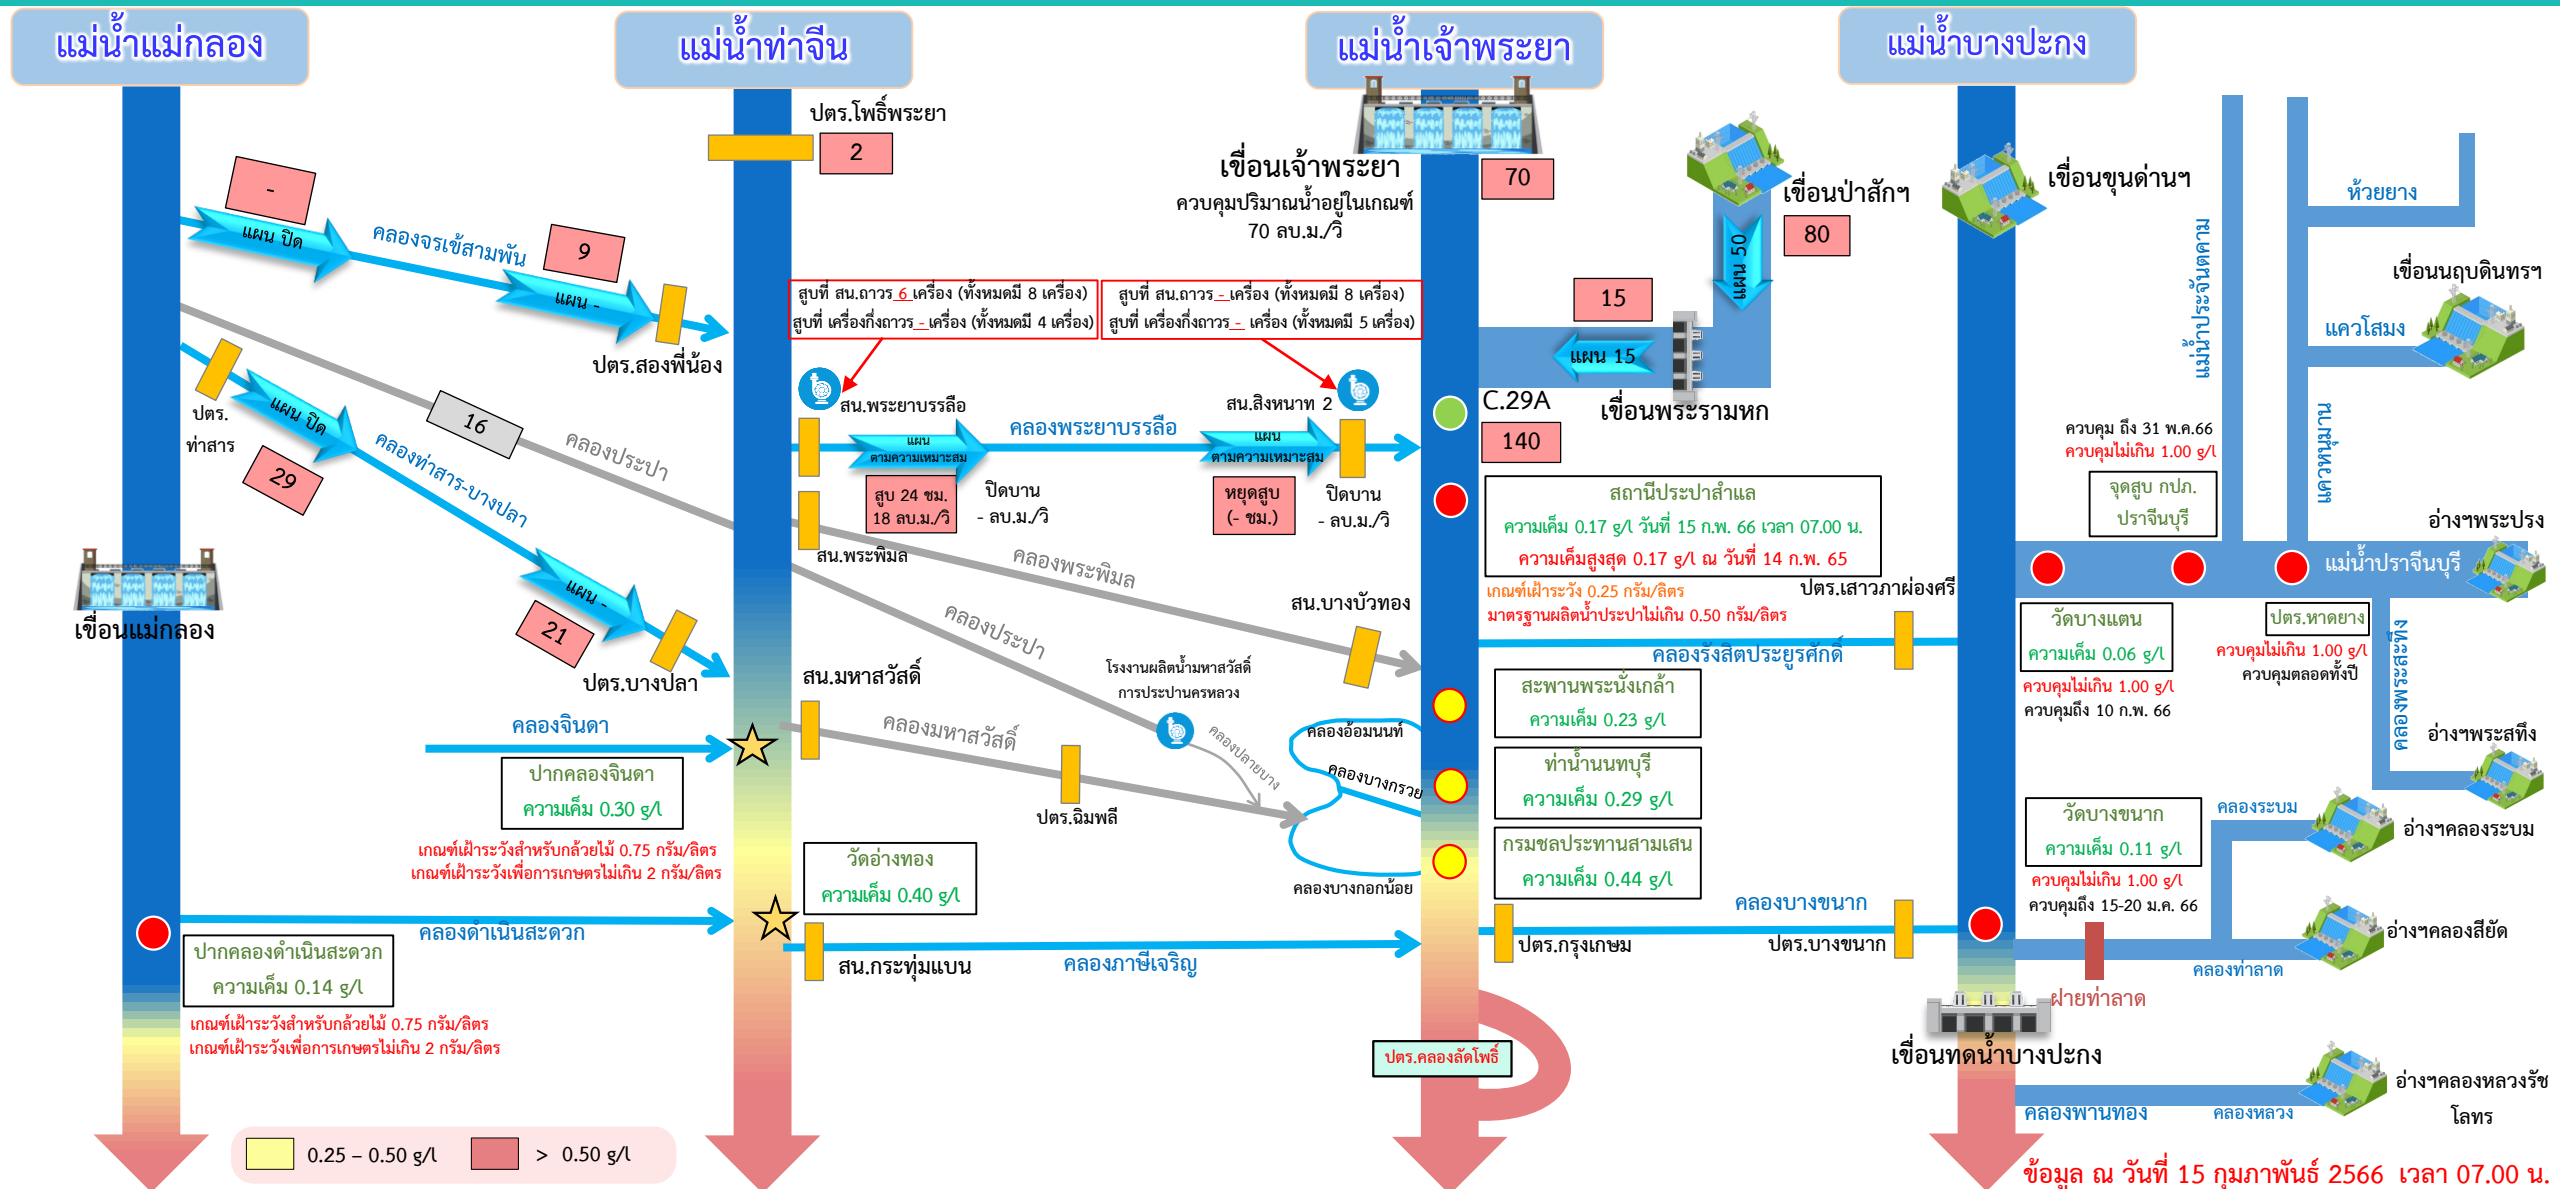 แม่น้ำแม่กลอง
แม่น้ำท่าจีน
แม่น้ำเจ้าพระยา
แม่น้ำบางปะกง
-
แผน ปิด
คลองจรเข้สามพัน
9
แผน -
ปตร.สองพี่น้อง
ปตร.
ท่าสาร
แผน ปิด
29
16
คลองประปา
คลองท่าสาร-บางปลา
แผน -
21
ปตร.บางปลา
เขื่อนแม่กลอง
คลองจินดา
ปากคลองจินดา
ความเค็ม 0.30 g/l
เกณฑ์เฝ้าระวังสำหรับกล้วยไม้ 0.75 กรัม/ลิตร
เกณฑ์เฝ้าระวังเพื่อการเกษตรไม่เกิน 2 กรัม/ลิตร
คลองดำเนินสะดวก
ปากคลองดำเนินสะดวก
ความเค็ม 0.14 g/l
เกณฑ์เฝ้าระวังสำหรับกล้วยไม้ 0.75 กรัม/ลิตร
เกณฑ์เฝ้าระวังเพื่อการเกษตรไม่เกิน 2 กรัม/ลิตร
0.25 – 0.50 g/l
> 0.50 g/l
ปตร.โพธิ์พระยา
2
สูบที่ สน.ถาวร 6 เครื่อง (ทั้งหมดมี 8 เครื่อง)
สูบที่ เครื่องกึ่งถาวร - เครื่อง (ทั้งหมดมี 4 เครื่อง)
สูบที่ สน.ถาวร - เครื่อง (ทั้งหมดมี 8 เครื่อง)
สูบที่ เครื่องกึ่งถาวร - เครื่อง (ทั้งหมดมี 5 เครื่อง)
สน.พระยาบรรลือ
แผน
ตามความเหมาะสม
คลองพระยาบรรลือ
สูบ 24 ชม.
18 ลบ.ม./วิ
ปิดบาน
- ลบ.ม./วิ
สน.สิงหนาท 2
แผน
ตามความเหมาะสม
หยุดสูบ
(- ชม.)
ปิดบาน
- ลบ.ม./วิ
สน.พระพิมล
คลองพระพิมล
สน.บางบัวทอง
คลองประปา
โรงงานผลิตน้ำมหาสวัสดิ์
การประปานครหลวง
คลองปลายบาง
สน.มหาสวัสดิ์
คลองมหาสวัสดิ์
ปตร.ฉิมพลี
คลองอ้อมนนท์
คลองบางกรวย
คลองบางกอกน้อย
วัดอ่างทอง
ความเค็ม 0.40 g/l
สน.กระทุ่มแบน
คลองภาษีเจริญ
เขื่อนเจ้าพระยา
ควบคุมปริมาณน้ำอยู่ในเกณฑ์
70 ลบ.ม./วิ
70
เขื่อนป่าสักฯ
80
แผน 50
15
แผน 15
เขื่อนพระรามหก
C.29A
140
สถานีประปาสำแล
ความเค็ม 0.17 g/l วันที่ 15 ก.พ. 66 เวลา 07.00 น.
ความเค็มสูงสุด 0.17 g/l ณ วันที่ 14 ก.พ. 65
เกณฑ์เฝ้าระวัง 0.25 กรัม/ลิตร
มาตรฐานผลิตน้ำประปาไม่เกิน 0.50 กรัม/ลิตร
ปตร.เสาวภาผ่องศรี
คลองรังสิตประยูรศักดิ์
สะพานพระนั่งเกล้า
ความเค็ม 0.23 g/l
ท่าน้ำนนทบุรี
ความเค็ม 0.29 g/l
กรมชลประทานสามเสน
ความเค็ม 0.44 g/l
คลองบางขนาก
ปตร.กรุงเกษม
ปตร.บางขนาก
ปตร.คลองลัดโพธิ์
เขื่อนขุนด่านฯ
แม่น้ำประจันตคาม
ห้วยยาง
เขื่อนนฤบดินทรฯ
แควโสมง
แควหนุมาน
ควบคุม ถึง 31 พ.ค.66
ควบคุมไม่เกิน 1.00 g/l
จุดสูบ กปภ.
ปราจีนบุรี
อ่างฯพระปรง
แม่น้ำปราจีนบุรี
วัดบางแตน
ความเค็ม 0.06 g/l
ควบคุมไม่เกิน 1.00 g/l
ควบคุมถึง 10 ก.พ. 66
ปตร.หาดยาง
ควบคุมไม่เกิน 1.00 g/l
ควบคุมตลอดทั้งปี
คลองพระสะทึง
อ่างฯพระสทึง
วัดบางขนาก
ความเค็ม 0.11 g/l
ควบคุมไม่เกิน 1.00 g/l
ควบคุมถึง 15-20 ม.ค. 66
คลองระบม
อ่างฯคลองระบม
อ่างฯคลองสียัด
คลองท่าลาด
ฝายท่าลาด
เขื่อนทดน้ำบางปะกง
คลองพานทอง
คลองหลวง
อ่างฯคลองหลวงรัช
โลทร
ข้อมูล ณ วันที่ 15 กุมภาพันธ์ 2566 เวลา 07.00 น.